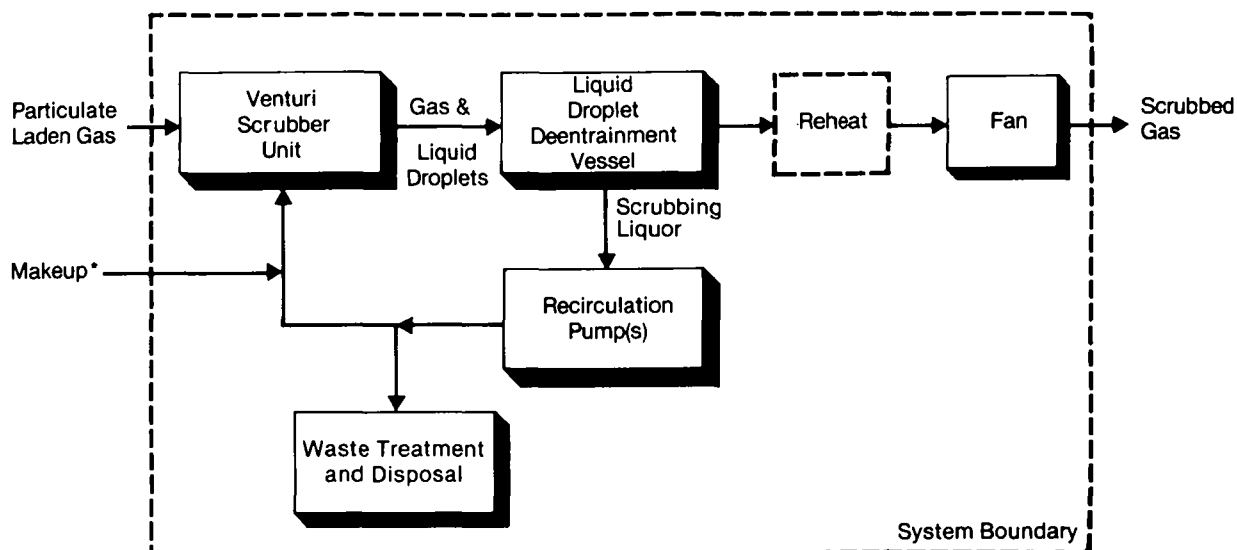 Particulate
Laden Gas
Venturi
Scrubber
Unit
Gas &
Liquid
Droplets
Liquid
Droplet
Deentrainment
Vessel
Reheat
Fan
Scrubbed
Gas
Scrubbing
Liquor
Makeup*
Recirculation
Pump(s)
Waste Treatment
and Disposal
System Boundary